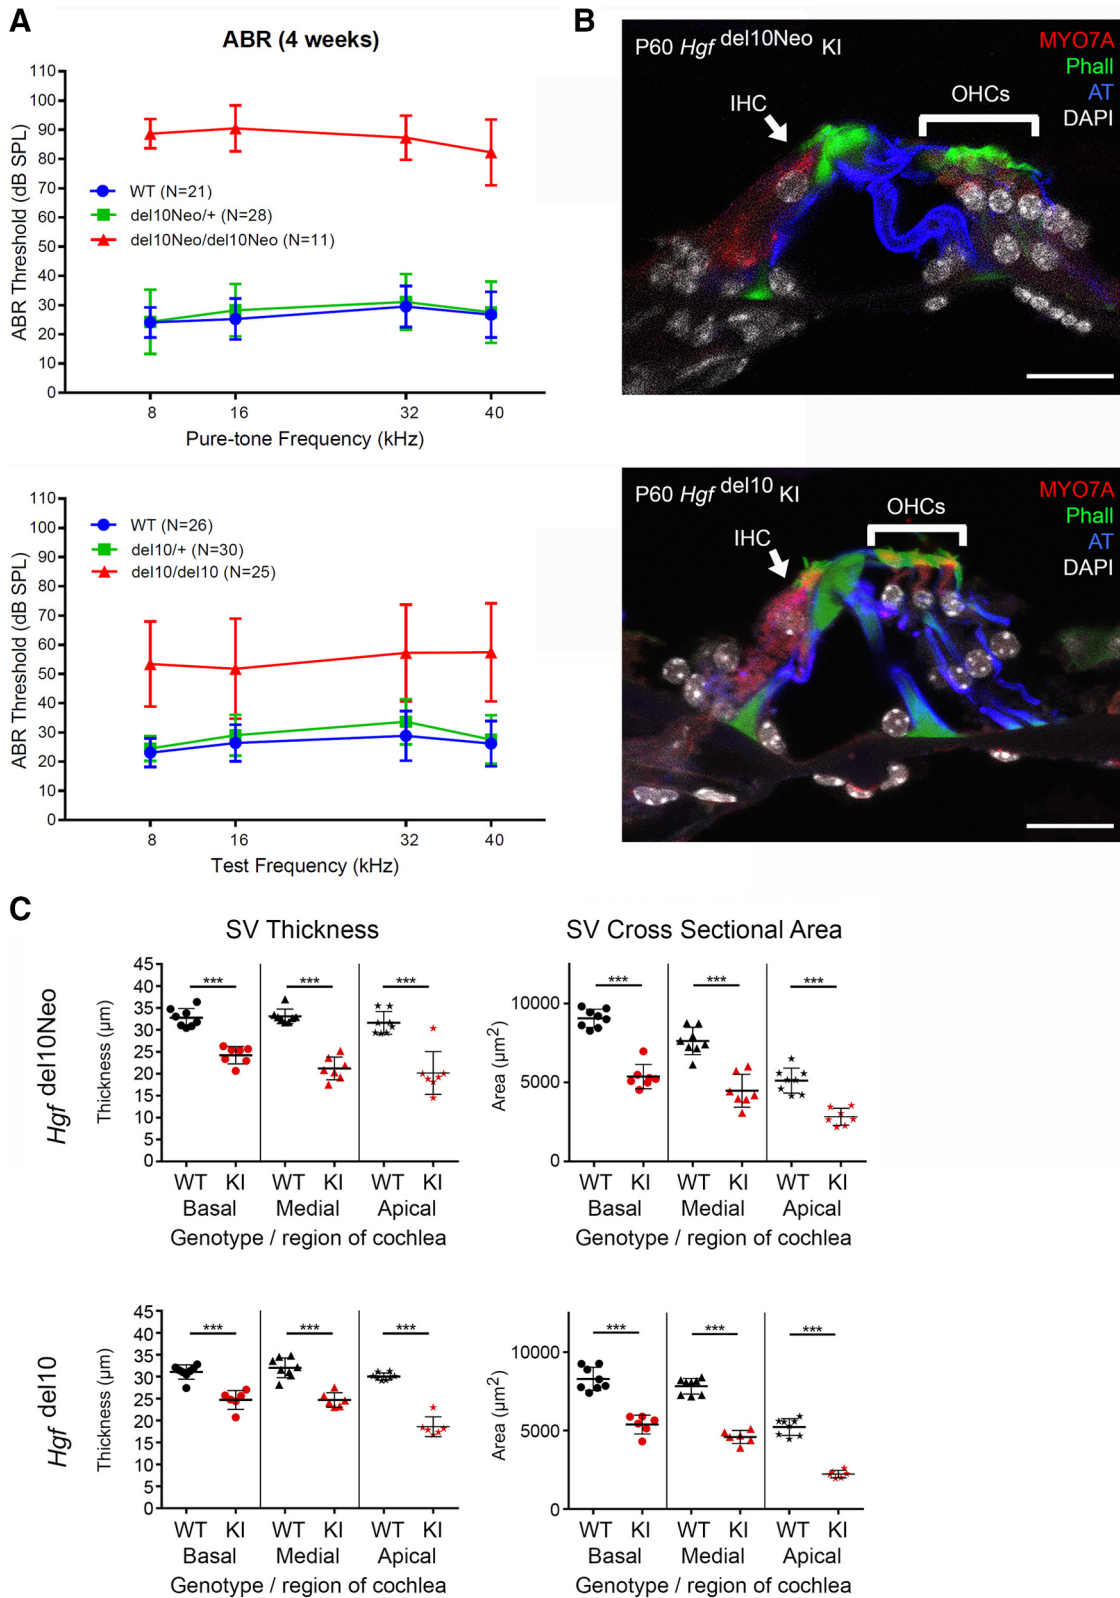 A
ABR (4 weeks)
110
100
90
80
70
60
50
40
30
20
10
0
ABR Threshold (dB SPL)
WT (N=21)
del10Neo/+ (N=28)
del10Neo/del10Neo (N=11)
8
16
32
40
Pure-tone Frequency (kHz)
110
100
90
80
70
60
50
40
30
20
10
0
ABR Threshold (dB SPL)
WT (N=26)
del10/+ (N=30)
del10/del10 (N=25)
8
16
32
40
Test Frequency (kHz)
B
P60 Hgf del10Neo KI
MYO7A
Phall
AT
DAPI
IHC
OHCs
P60 Hgf del10 KI
MYO7A
Phall
AT
DAPI
IHC
OHCs
C
SV Thickness
SV Cross Sectional Area
Hgf del10Neo
Thickness (µm)
45
40
35
30
25
20
15
10
5
0
***
***
***
WT KI WT KI WT KI
Basal Medial Apical
Genotype / region of cochlea
Area (µm²)
10000
5000
0
***
***
***
WT KI WT KI WT KI
Basal Medial Apical
Genotype / region of cochlea
Hgf del10
Thickness (µm)
45
40
35
30
25
20
15
10
5
0
***
***
***
WT KI WT KI WT KI
Basal Medial Apical
Genotype / region of cochlea
Area (µm²)
10000
5000
0
***
***
***
WT KI WT KI WT KI
Basal Medial Apical
Genotype / region of cochlea